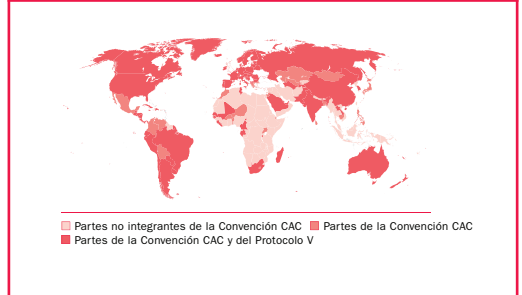 Partes no integrantes de la Convención CAC Partes de la Convención CAC
Partes de la Convención CAC y del Protocolo V